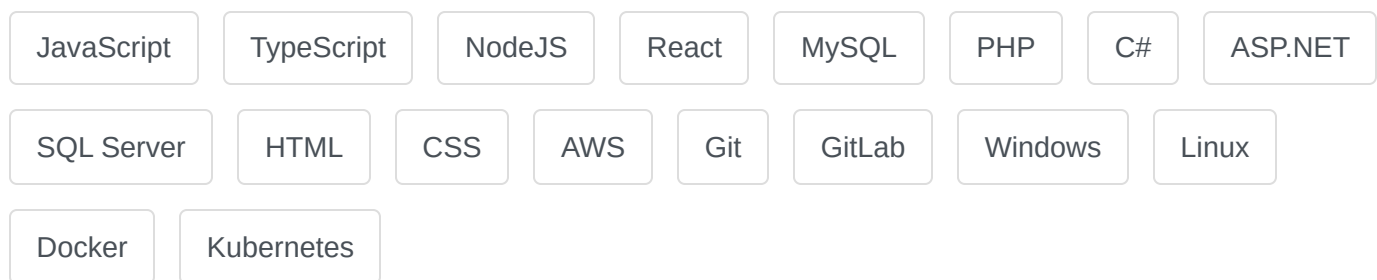 JavaScript TypeScript NodeJS React MySQL PHP C# ASP.NET
SQL Server HTML CSS AWS Git GitLab Windows Linux
Docker Kubernetes